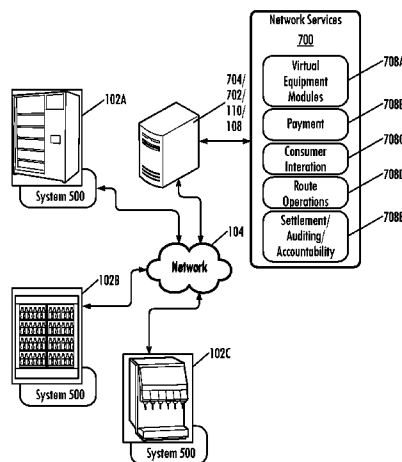 Network Services
700
Virtual
Equipment
Modules
708A
Payment
708B
Consumer
Interation
708C
Route
Operations
708D
Settlement/
Auditing/
Accountability
708E
704/
702/
110/
108
102A
System 500
104
Network
102B
System 500
102C
System 500